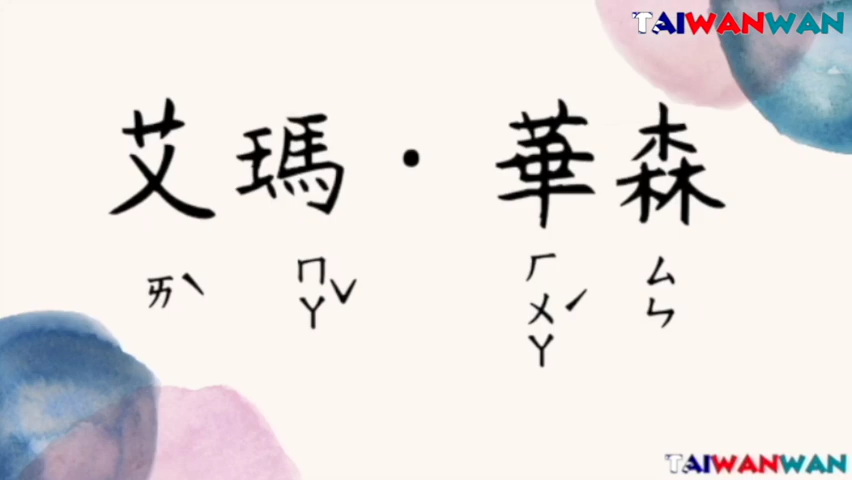 TAIWANWAN
艾瑪·華森
ㄞˋ ㄇㄚˇ ㄏㄨㄚˊ ㄙㄣ
TAIWANWAN